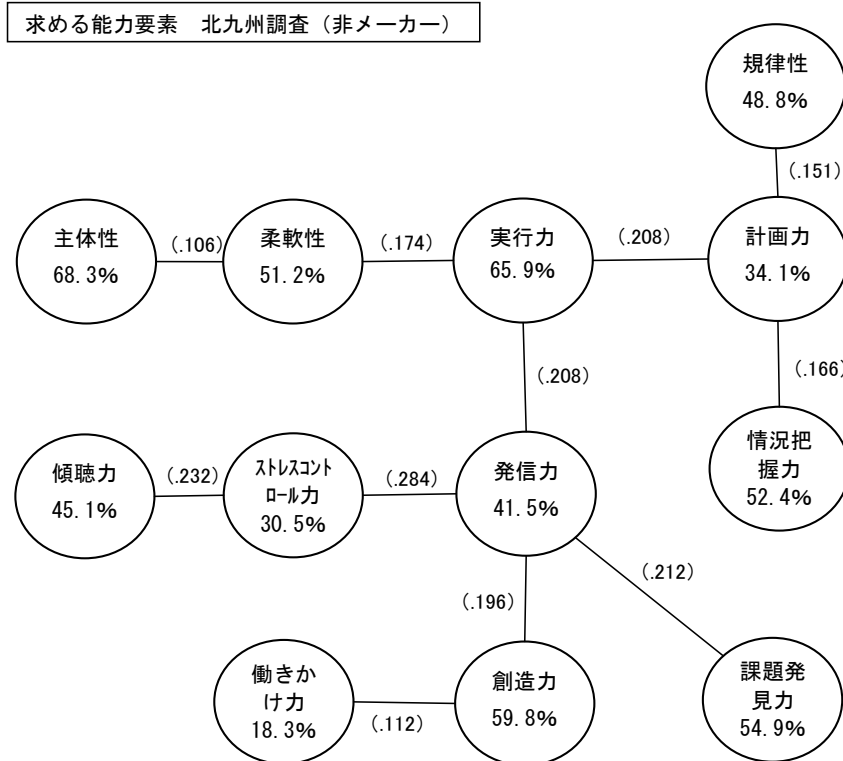 求める能力要素　北九州調査（非メーカー）
規律性
48.8%
（.151）
主体性
68.3%
（.106）
柔軟性
51.2%
（.174）
実行力
65.9%
（.208）
計画力
34.1%
（.208）
（.166）
傾聴力
45.1%
（.232）
ストレスコント
ロール力
30.5%
（.284）
発信力
41.5%
情況把
握力
52.4%
（.212）
（.196）
働きか
け力
18.3%
（.112）
創造力
59.8%
課題発
見力
54.9%